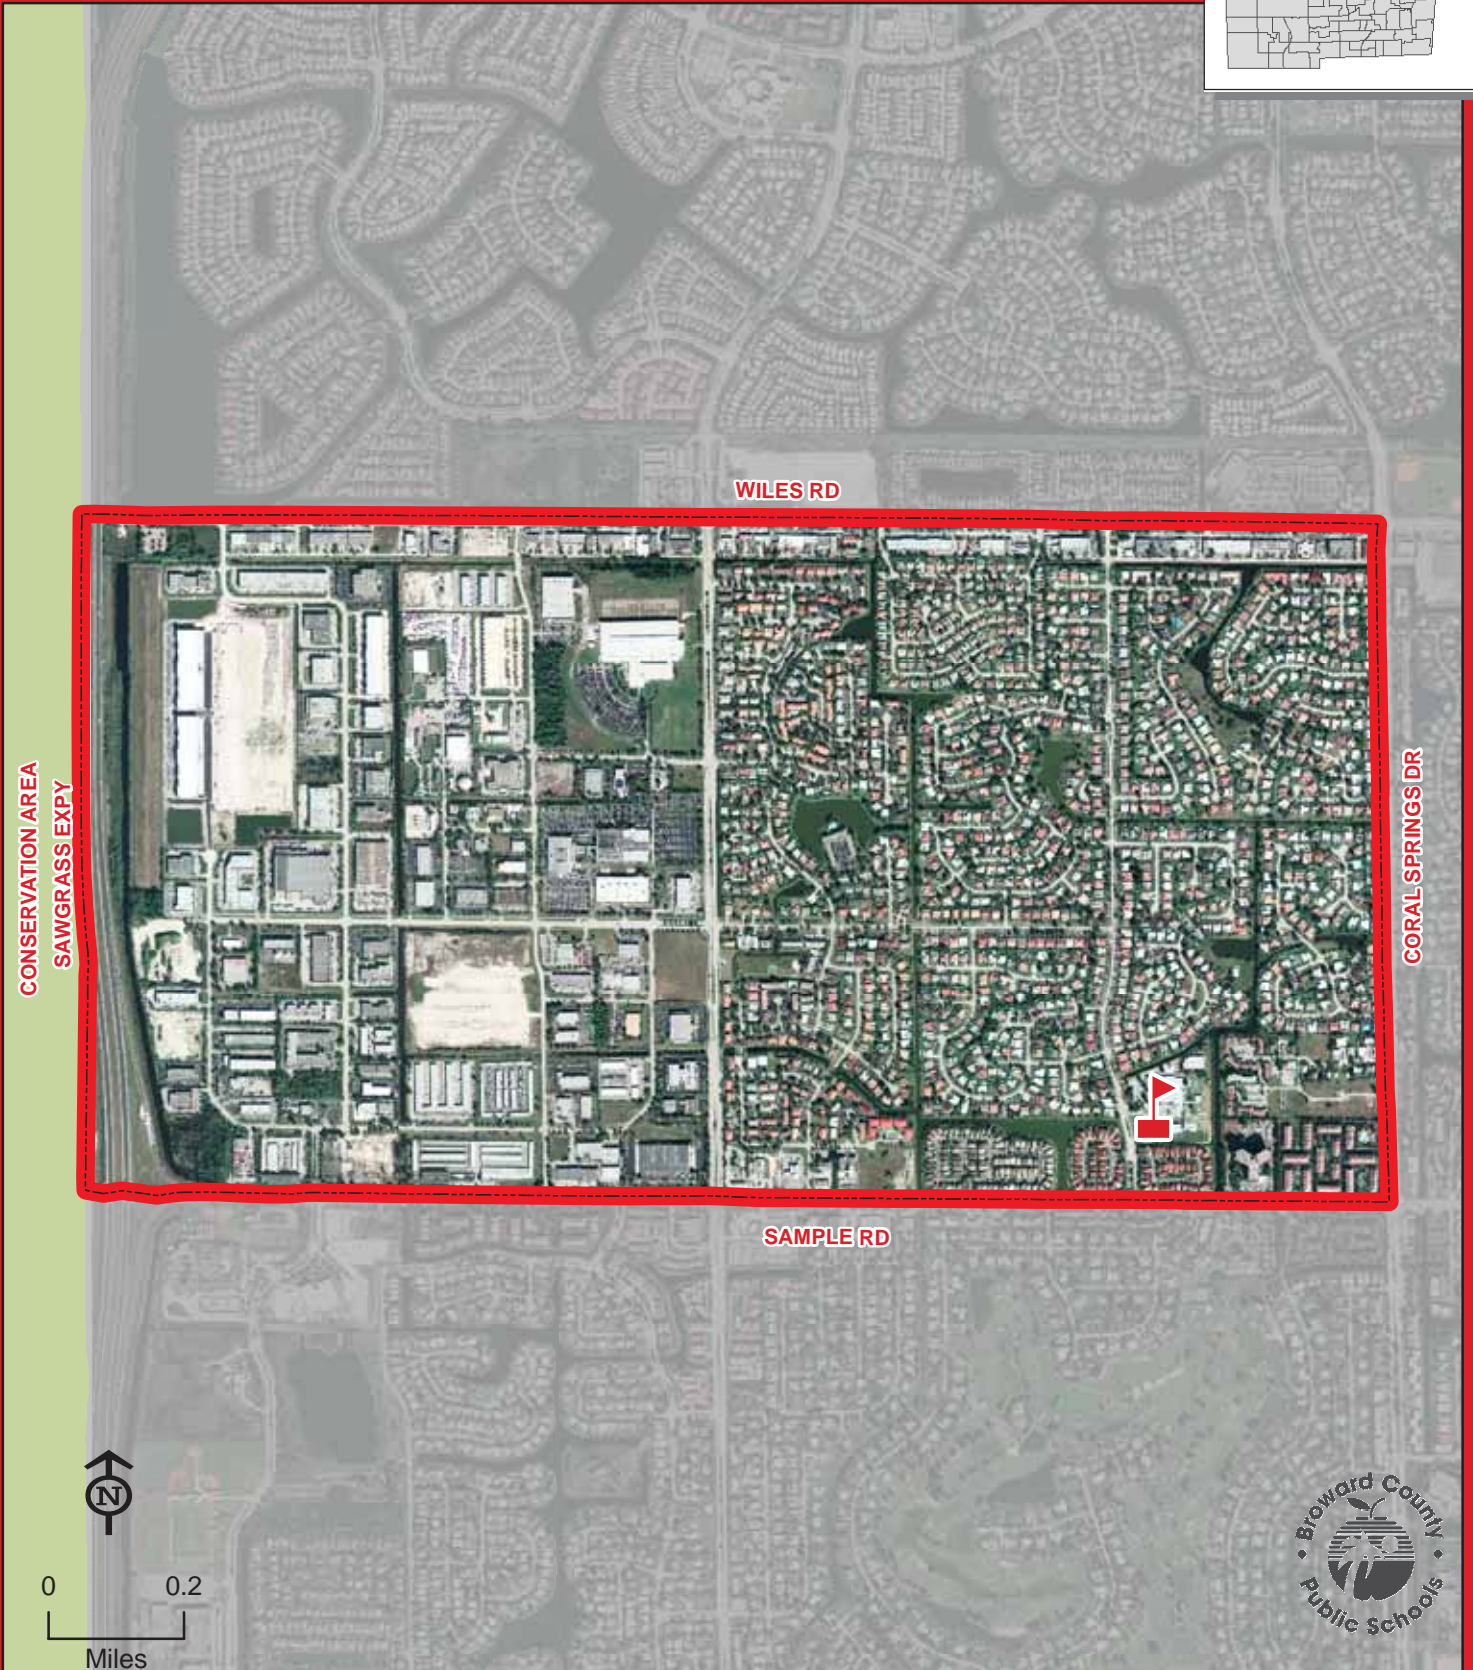 WILES RD
CONSERVATION AREA
SAWGRASS EXPY
CORAL SPRINGS DR
SAMPLE RD
N
0 0.2
Miles
Broward County
Public Schools